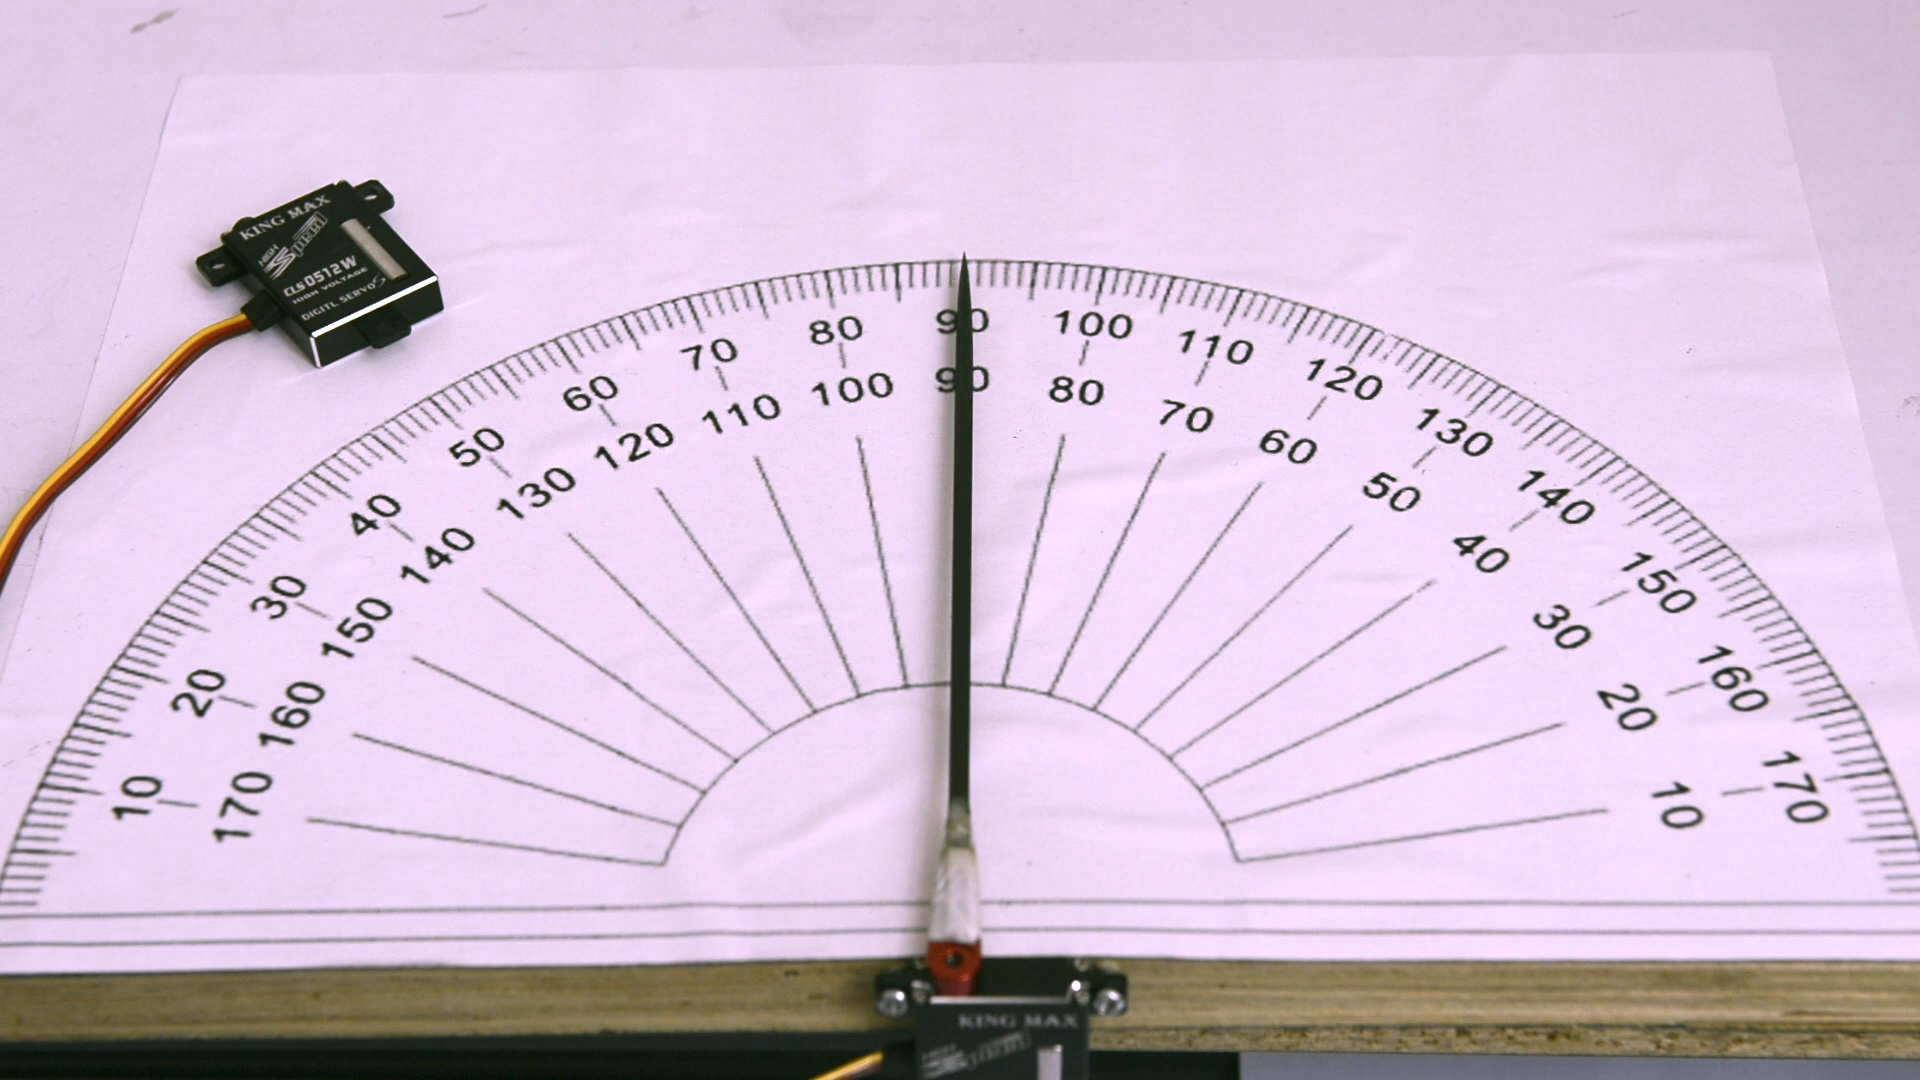 KING MAX
HIGH
CLS0512W
HIGH VOLTAGE
DIGITL SERVO
10 20 30 40 50 60 70 80 90 100 110 120 130 140 150 160 170
170 160 150 140 130 120 110 100 90 80 70 60 50 40 30 20 10
KING MAX